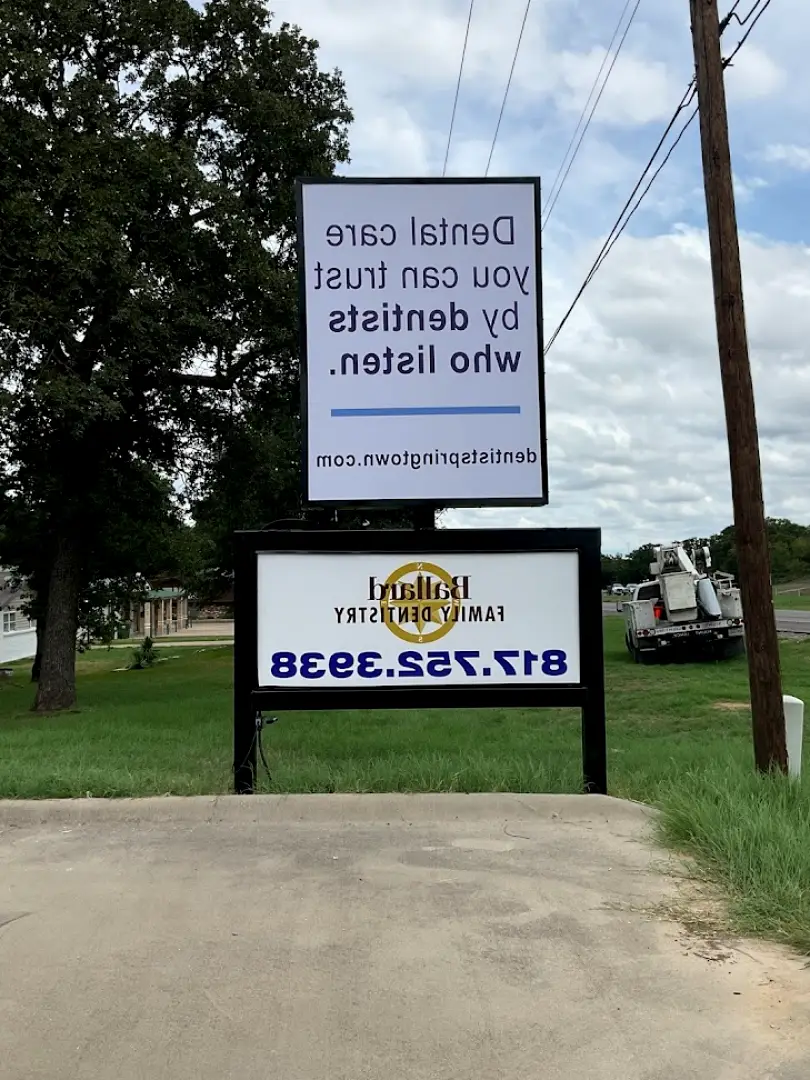 Dental care
you can trust
by dentists
who listen.
dentistspringtown.com
Ballard
FAMILY DENTISTRY
817.752.3938